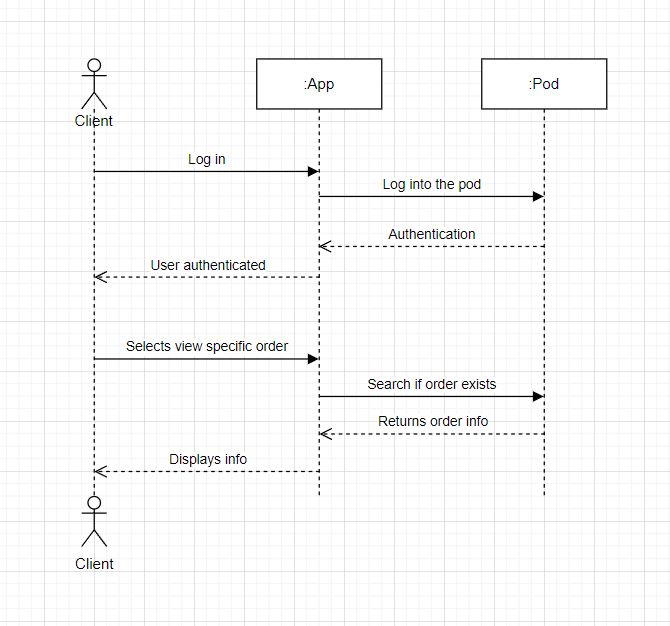 :App
:Pod
Client
Log in
Log into the pod
Authentication
User authenticated
Selects view specific order
Search if order exists
Returns order info
Displays info
Client